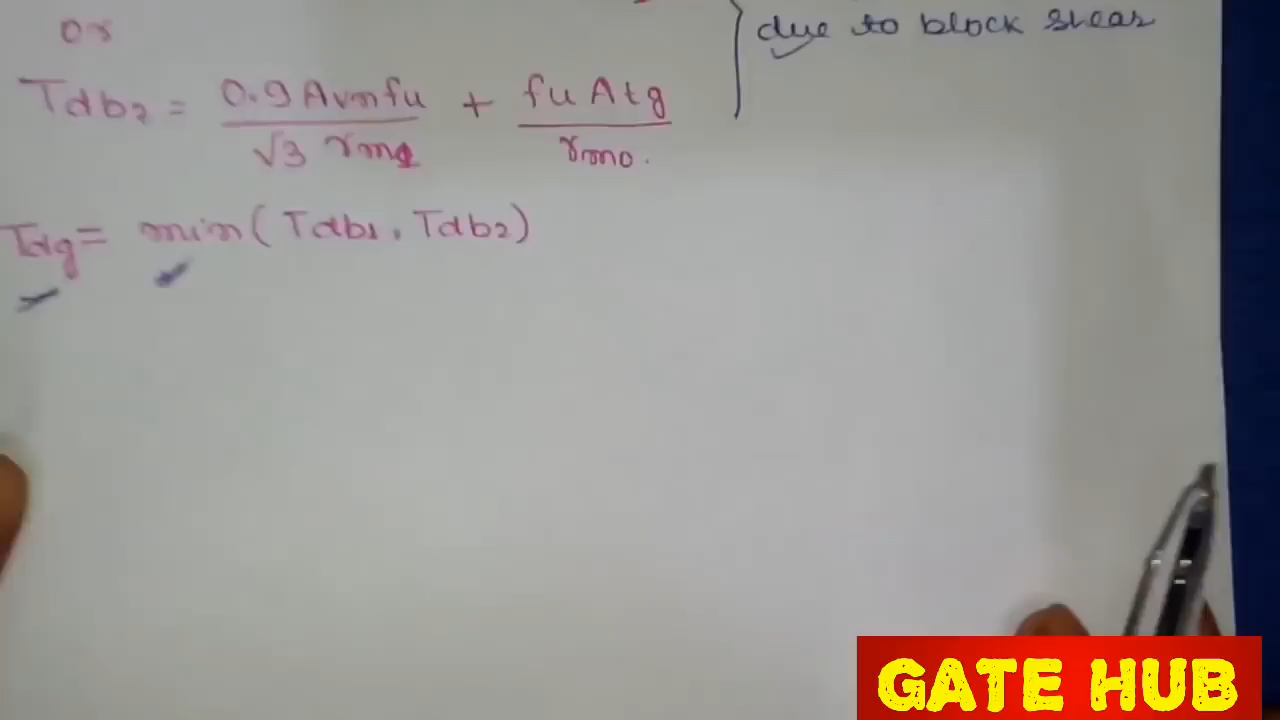 due to block shear
or
Tdb2 = 0.9 Avn fu / √3 γm1 + fu Atg / γmo.
Tdg = min( Tdb1, Tdb2)
GATE HUB